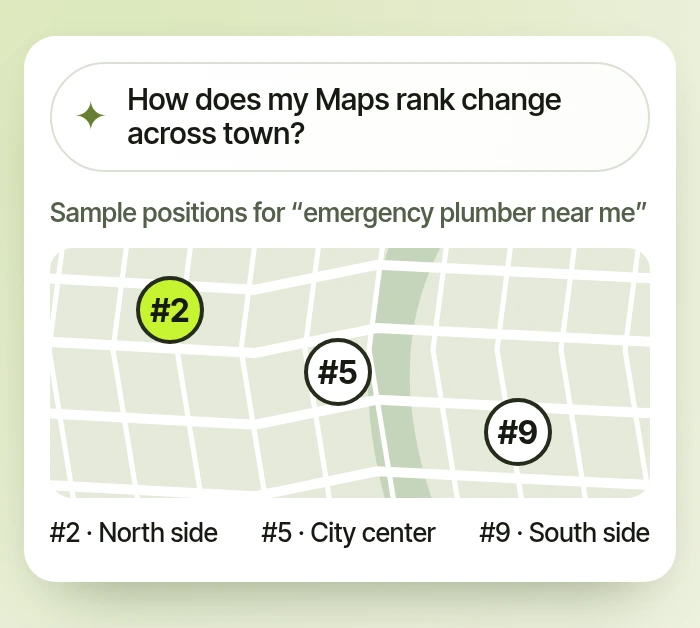 How does my Maps rank change
across town?
Sample positions for “emergency plumber near me”
#2
#5
#9
#2 · North side #5 · City center #9 · South side